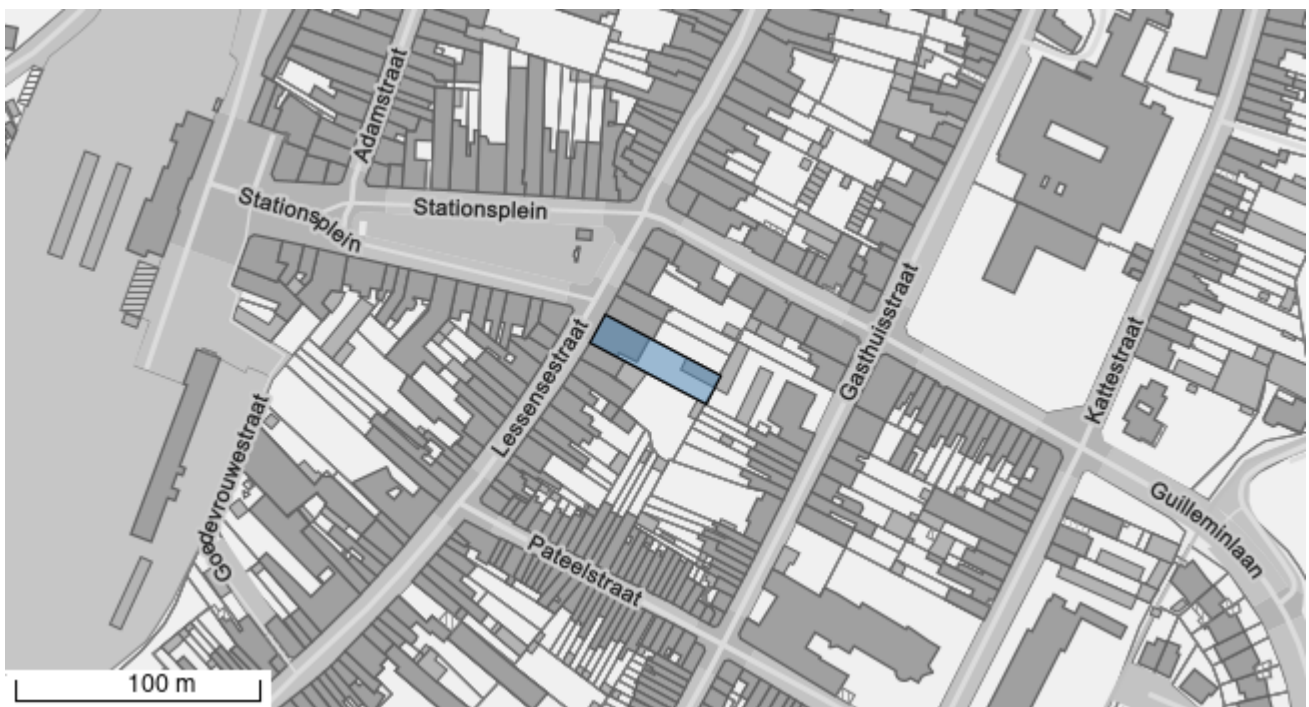 Adamstraat
Stationsplein
Stationsplein
Lessensestraat
Gasthuisstraat
Kattestraat
Goedevrouwestraat
Pateelstraat
Guilleminlaan
100 m